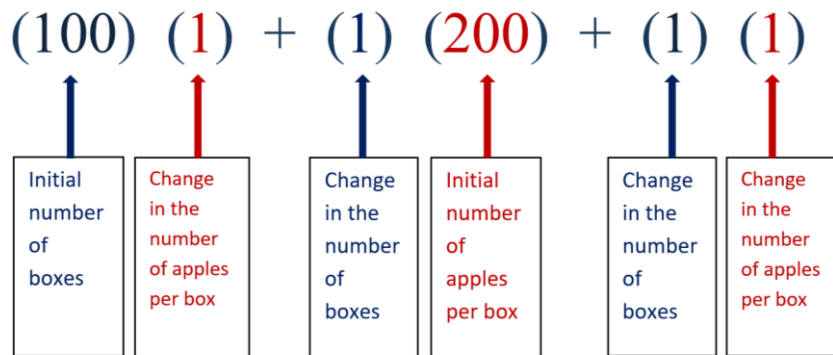 (100) (1) + (1) (200) + (1) (1)
Initial
number
of
boxes
Change
in the
number
of apples
per box
Change
in the
number
of
boxes
Initial
number
of
apples
per box
Change
in the
number
of
boxes
Change
in the
number
of apples
per box